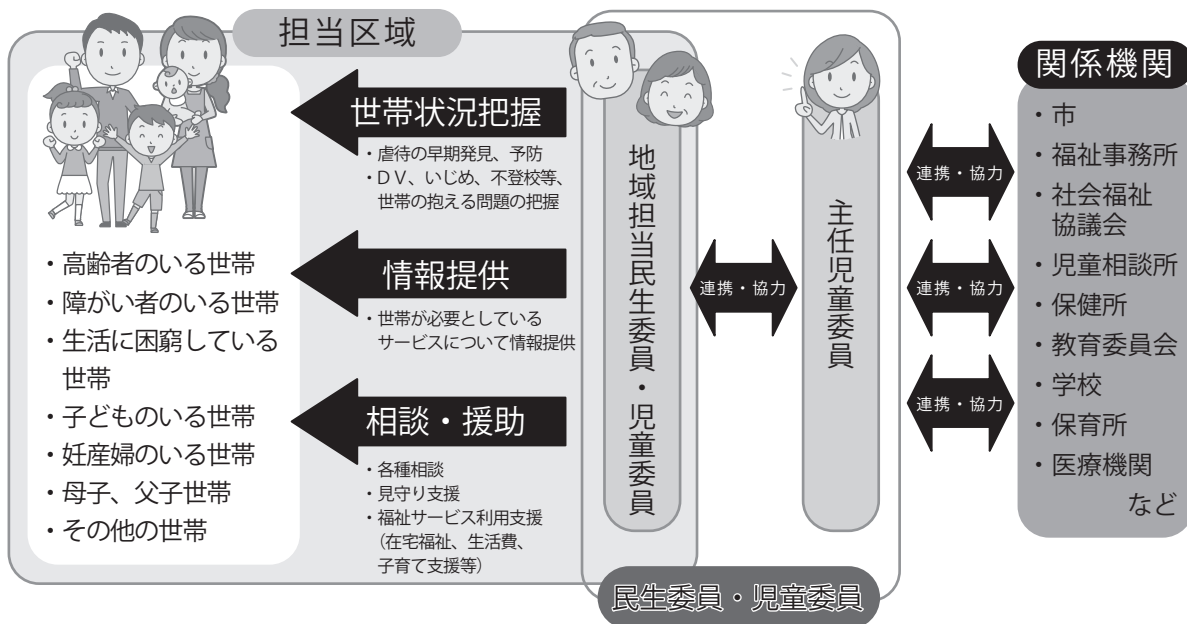 担当区域
世帯状況把握
・虐待の早期発見、予防
・ＤＶ、いじめ、不登校等、
世帯の抱える問題の把握
情報提供
・世帯が必要としている
サービスについて情報提供
相談・援助
・各種相談
・見守り支援
・福祉サービス利用支援
（在宅福祉、生活費、
子育て支援等）
・高齢者のいる世帯
・障がい者のいる世帯
・生活に困窮している
世帯
・子どものいる世帯
・妊産婦のいる世帯
・母子、父子世帯
・その他の世帯
地域担当民生委員・児童委員
連携・協力
主任児童委員
民生委員・児童委員
連携・協力
連携・協力
連携・協力
関係機関
・市
・福祉事務所
・社会福祉
協議会
・児童相談所
・保健所
・教育委員会
・学校
・保育所
・医療機関
など